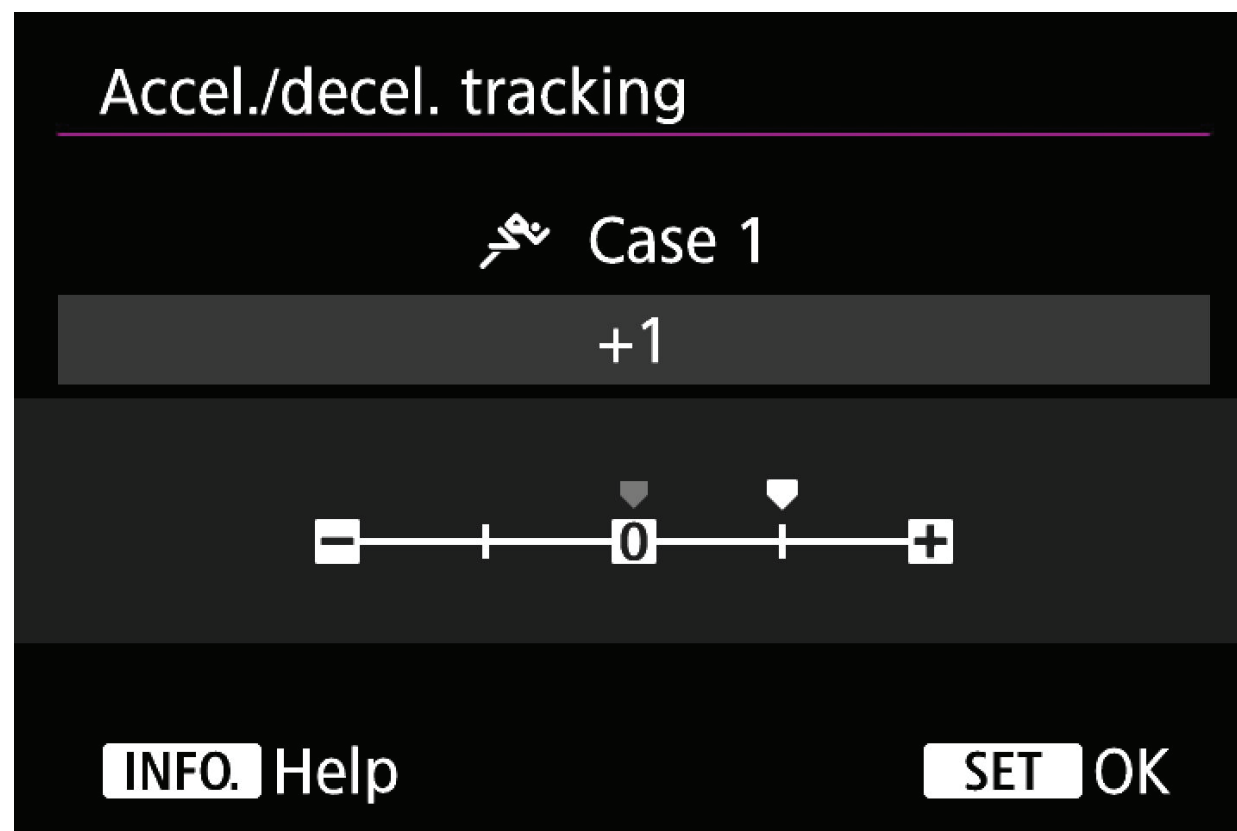 Accel./decel. tracking
Case 1
+1
− 0 +
INFO. Help
SET OK